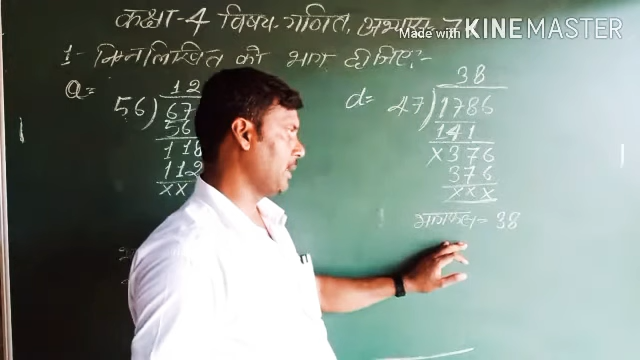 Made with KINEMASTER
कक्षा-4 विषय-गणित, अभ्यास-7
1- निम्नलिखित को भाग दीजिए:-
a=
12
56) 67
56
118
112
xx
d=
38
47) 1786
141
x376
376
xxx
भागफल = 38